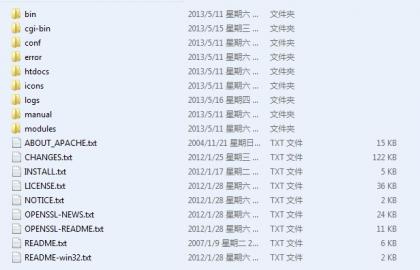 bin 2013/5/11 星期六 ... 文件夹
cgi-bin 2013/5/15 星期三 ... 文件夹
conf 2013/5/11 星期六 ... 文件夹
error 2013/5/11 星期六 ... 文件夹
htdocs 2013/5/11 星期六 ... 文件夹
icons 2013/5/11 星期六 ... 文件夹
logs 2013/5/16 星期四 ... 文件夹
manual 2013/5/11 星期六 ... 文件夹
modules 2013/5/11 星期六 ... 文件夹
ABOUT_APACHE.txt 2004/11/21 星期日... TXT 文件 15 KB
CHANGES.txt 2012/1/25 星期三 ... TXT 文件 122 KB
INSTALL.txt 2012/1/17 星期二 ... TXT 文件 5 KB
LICENSE.txt 2012/1/28 星期六 ... TXT 文件 36 KB
NOTICE.txt 2012/1/28 星期六 ... TXT 文件 2 KB
OPENSSL-NEWS.txt 2012/1/28 星期六 ... TXT 文件 24 KB
OPENSSL-README.txt 2012/1/28 星期六 ... TXT 文件 11 KB
README.txt 2007/1/9 星期二 2... TXT 文件 6 KB
README-win32.txt 2012/1/28 星期六 ... TXT 文件 2 KB